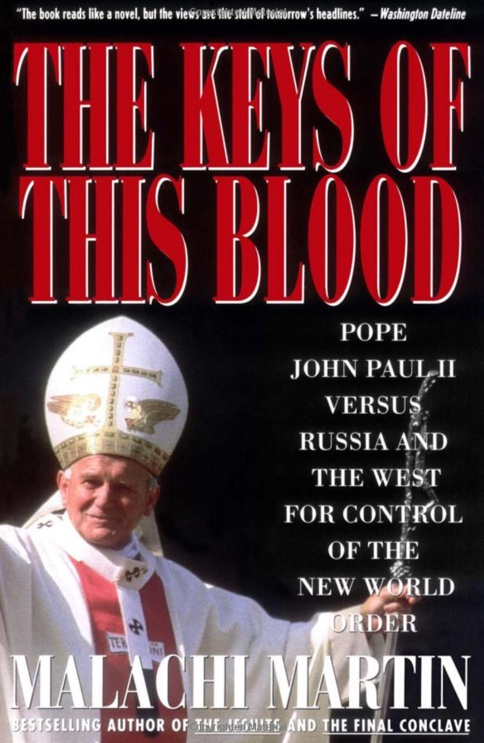 "The book reads like a novel, but the views are the stuff of tomorrow's headlines." —Washington Dateline
THE KEYS OF
THIS BLOOD
POPE
JOHN PAUL II
VERSUS
RUSSIA AND
THE WEST
FOR CONTROL
OF THE
NEW WORLD
ORDER
MALACHI MARTIN
BESTSELLING AUTHOR OF THE JESUITS AND THE FINAL CONCLAVE